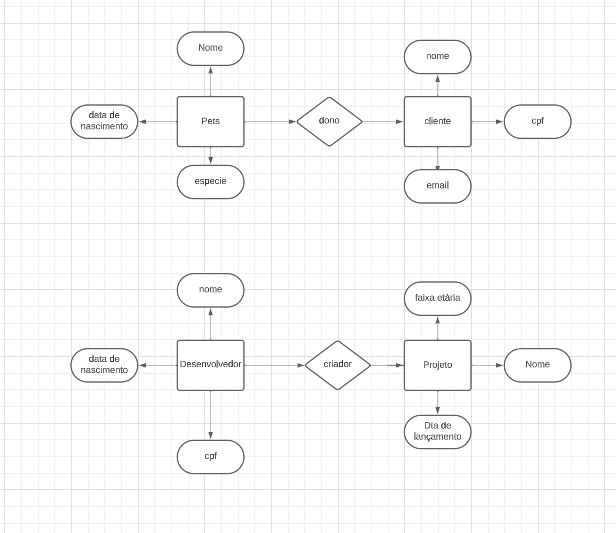 Nome
nome
data de
nascimento
Pets
dono
cliente
cpf
especie
email
nome
faixa etária
data de
nascimento
Desenvolvedor
criador
Projeto
Nome
Dta de
lançamento
cpf